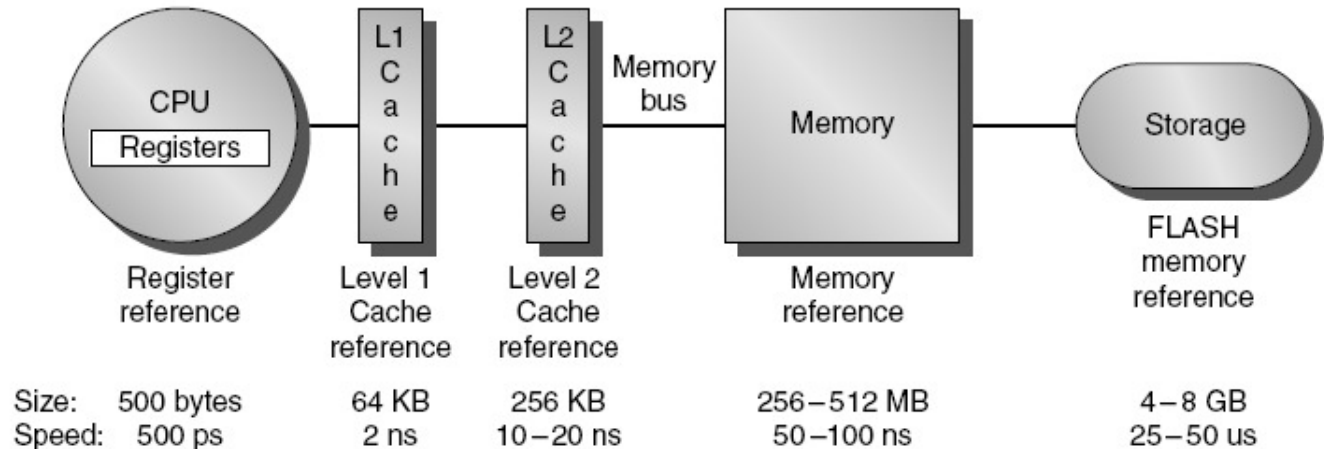 CPU
Registers
L1
C
a
c
h
e
L2
C
a
c
h
e
Memory
bus
Memory
Storage
Register
reference
Level 1
Cache
reference
Level 2
Cache
reference
Memory
reference
FLASH
memory
reference
Size: 500 bytes 64 KB 256 KB 256–512 MB 4–8 GB
Speed: 500 ps 2 ns 10–20 ns 50–100 ns 25–50 us